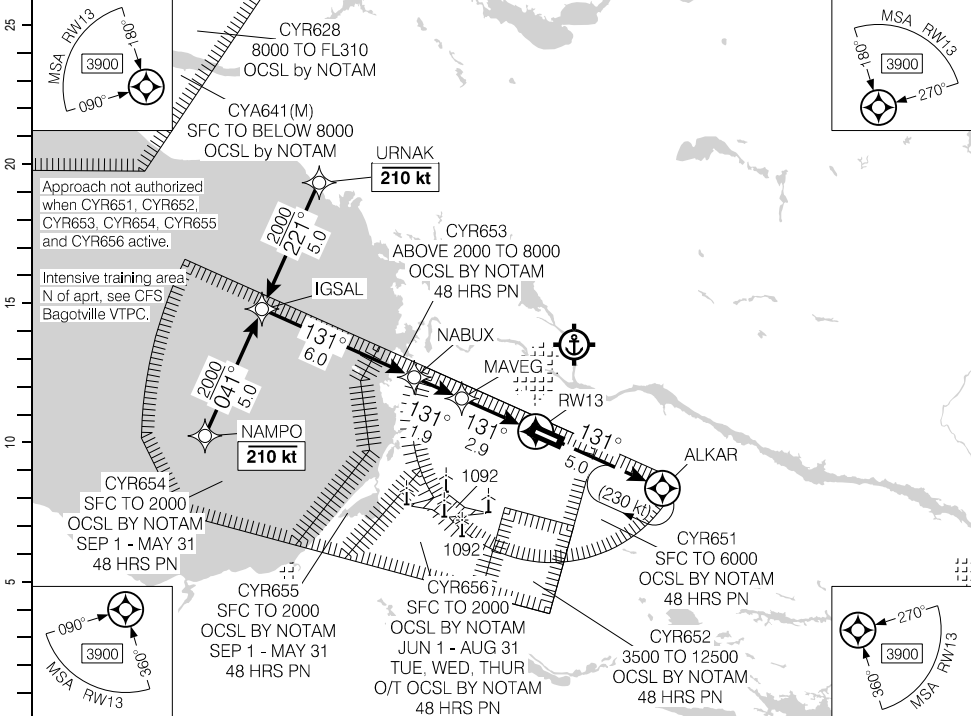 25
20
15
10
5
MSA RW13
180°
3900
090°
CYR628
8000 TO FL310
OCSL by NOTAM
CYA641(M)
SFC TO BELOW 8000
OCSL by NOTAM
MSA RW13
180°
3900
270°
URNAK
210 kt
Approach not authorized
when CYR651, CYR652,
CYR653, CYR654, CYR655
and CYR656 active.
Intensive training area
N of aprt, see CFS
Bagotville VTPC.
2000
221°
5.0
CYR653
ABOVE 2000 TO 8000
OCSL BY NOTAM
48 HRS PN
IGSAL
131°
6.0
NABUX
MAVEG
RW13
2000
041°
5.0
NAMPO
210 kt
131°
1.9
131°
2.9
131°
5.0
ALKAR
(230 kt)
1092
1092
CYR654
SFC TO 2000
OCSL BY NOTAM
SEP 1 - MAY 31
48 HRS PN
CYR651
SFC TO 6000
OCSL BY NOTAM
48 HRS PN
CYR655
SFC TO 2000
OCSL BY NOTAM
SEP 1 - MAY 31
48 HRS PN
CYR656
SFC TO 2000
OCSL BY NOTAM
JUN 1 - AUG 31
TUE, WED, THUR
O/T OCSL BY NOTAM
48 HRS PN
CYR652
3500 TO 12500
OCSL BY NOTAM
48 HRS PN
090°
3900
360°
MSA RW13
270°
3900
360°
MSA RW13